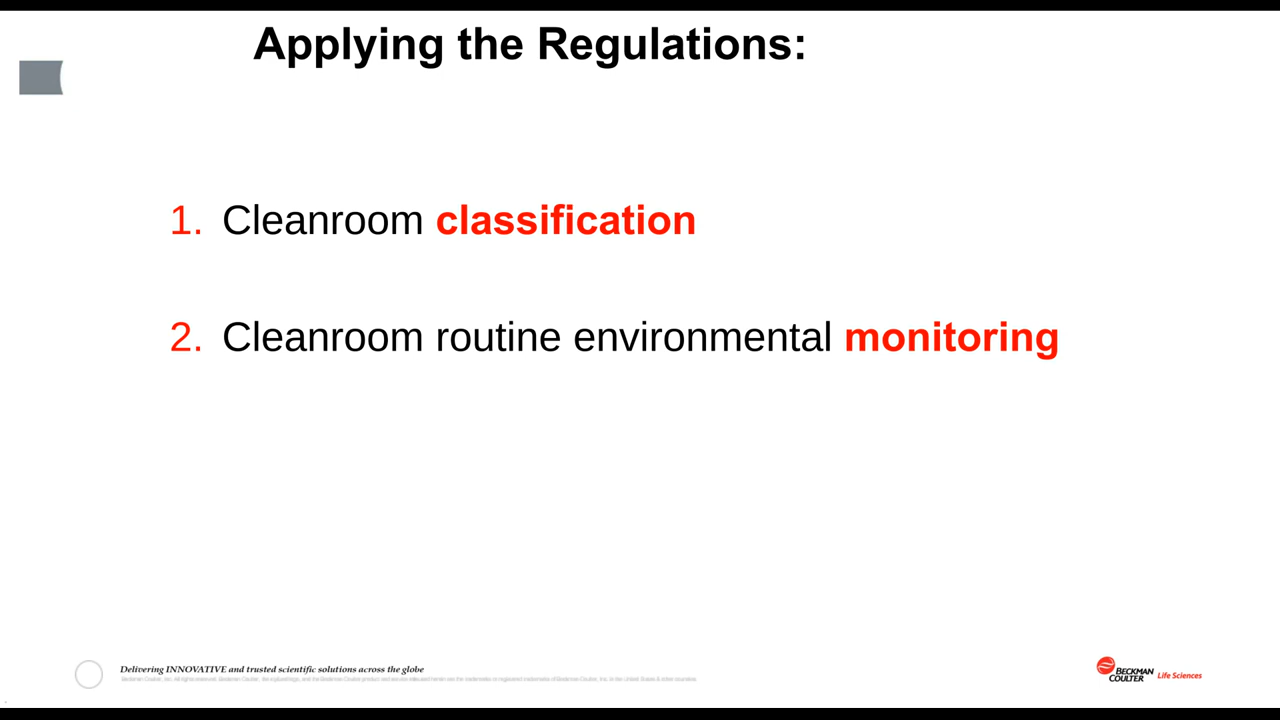 Applying the Regulations:
1. Cleanroom classification
2. Cleanroom routine environmental monitoring
Delivering INNOVATIVE and trusted scientific solutions across the globe
BECKMAN
COULTER Life Sciences